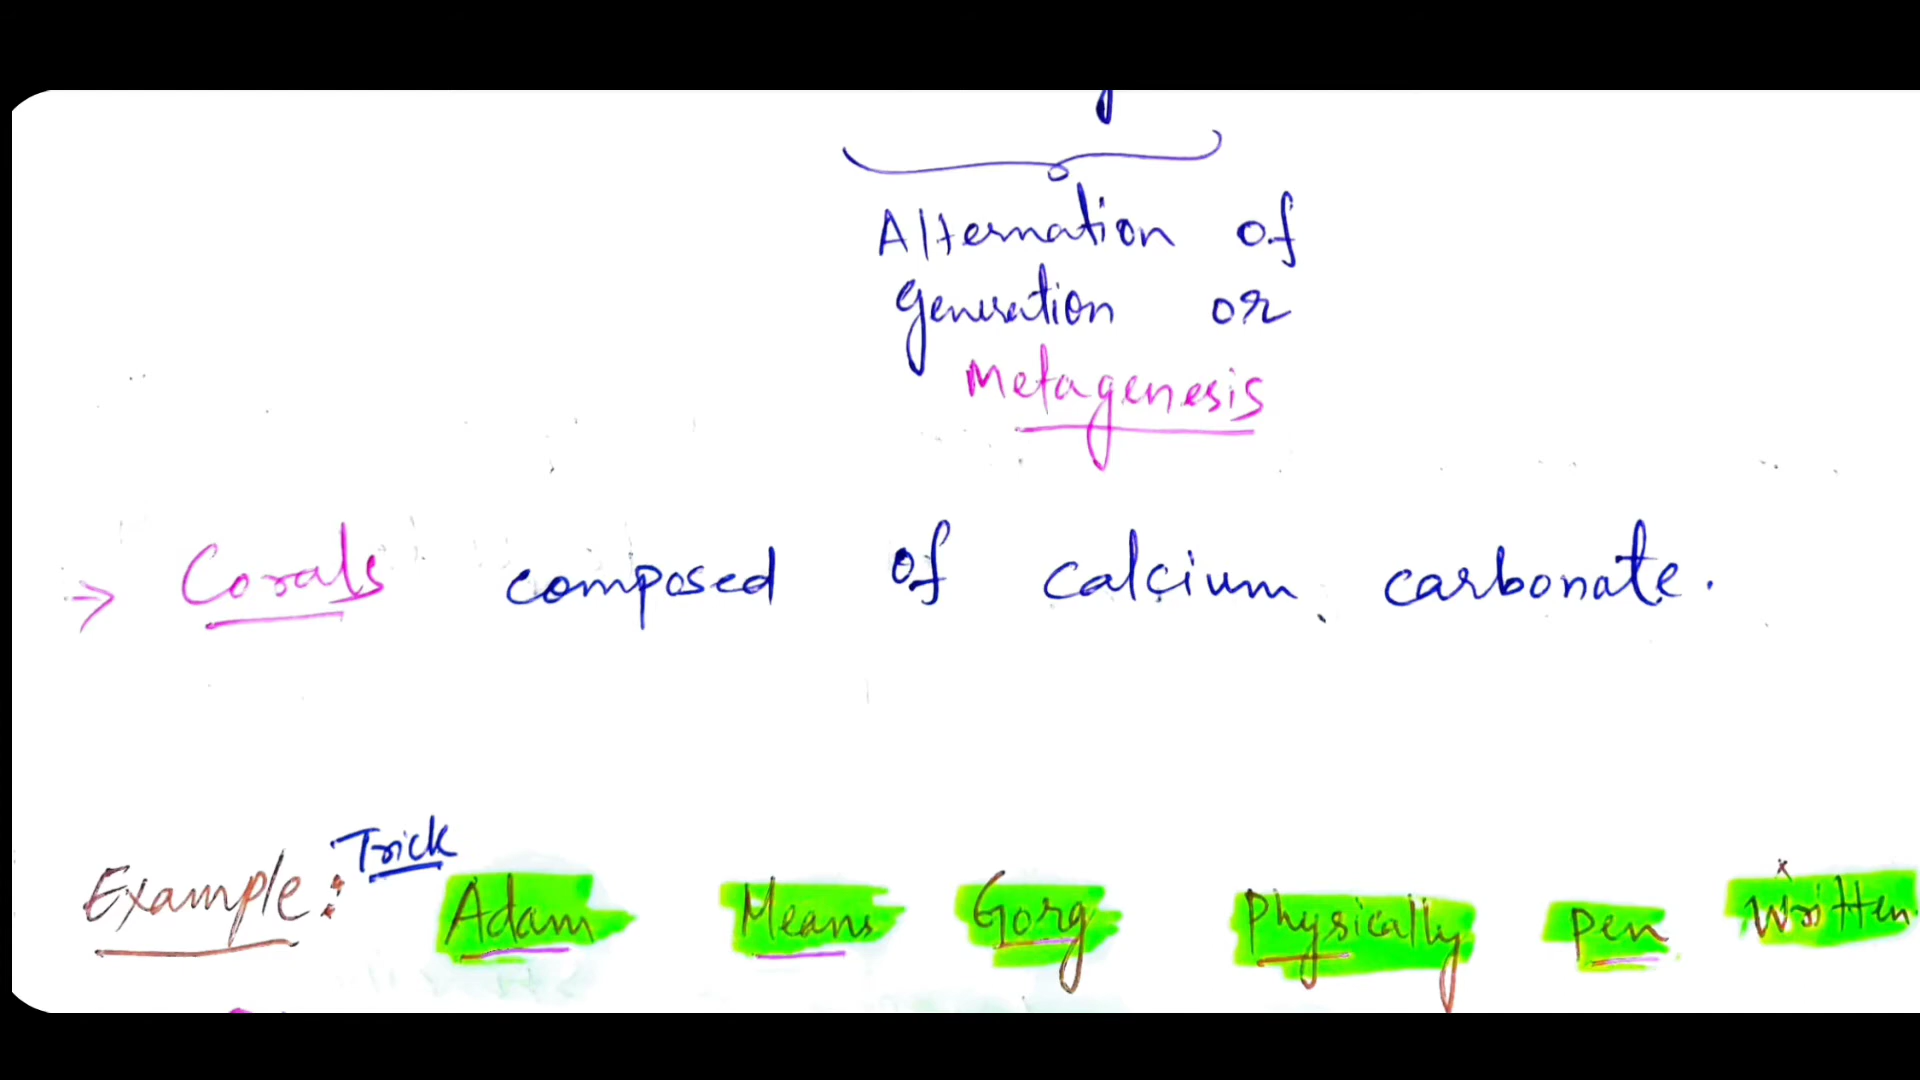 Alternation of
generation or
Metagenesis
→ Corals composed of calcium carbonate.
Trick
Example: Adam Means Gorg Physically pen written